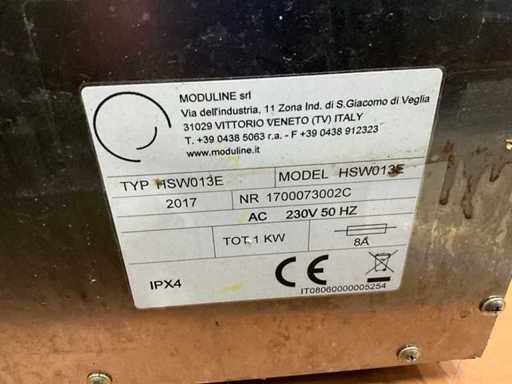 MODULINE srl
Via dell'industria, 11 Zona Ind. di S.Giacomo di Veglia
31029 VITTORIO VENETO (TV) ITALY
T. +39 0438 5063 r.a. - F +39 0438 912323
www.moduline.it
TYP HSW013E MODEL HSW013E
2017 NR 1700073002C
AC 230V 50 HZ
TOT.1 KW 8A
IPX4 CE
IT08060000005254